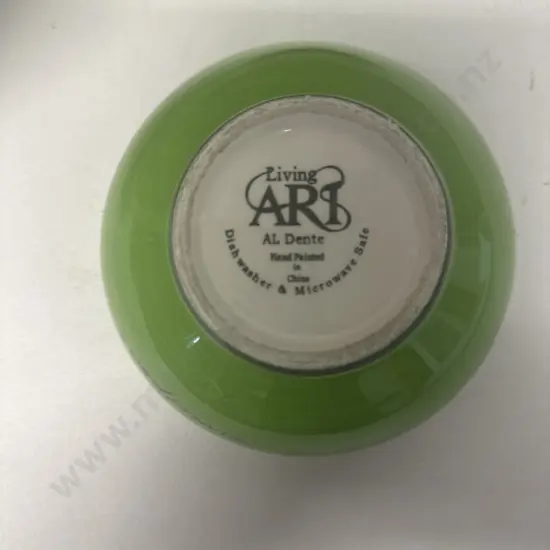 Living
ART
AL Dente
Hand Painted
in
China
Dishwasher & Microwave Safe